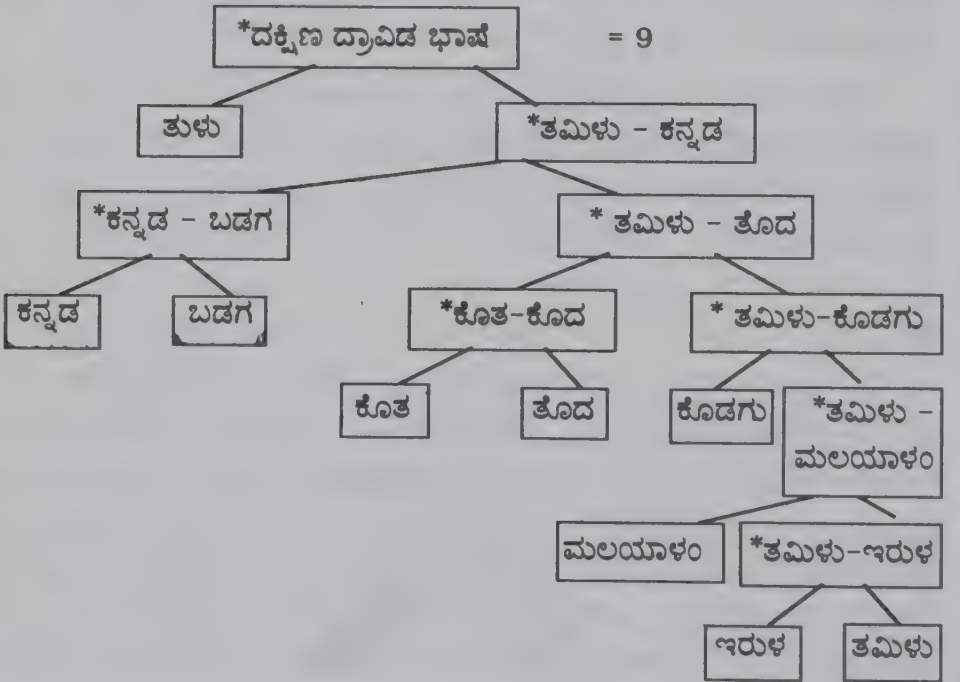 *ದಕ್ಷಿಣ ದ್ರಾವಿಡ ಭಾಷೆ = 9
ತುಳು
*ತಮಿಳು - ಕನ್ನಡ
*ಕನ್ನಡ - ಬಡಗ
* ತಮಿಳು - ತೊದ
ಕನ್ನಡ
ಬಡಗ
*ಕೊತ-ಕೊದ
* ತಮಿಳು-ಕೊಡಗು
ಕೊತ
ತೊದ
ಕೊಡಗು
*ತಮಿಳು -
ಮಲಯಾಳಂ
ಮಲಯಾಳಂ
*ತಮಿಳು-ಇರುಳ
ಇರುಳ
ತಮಿಳು